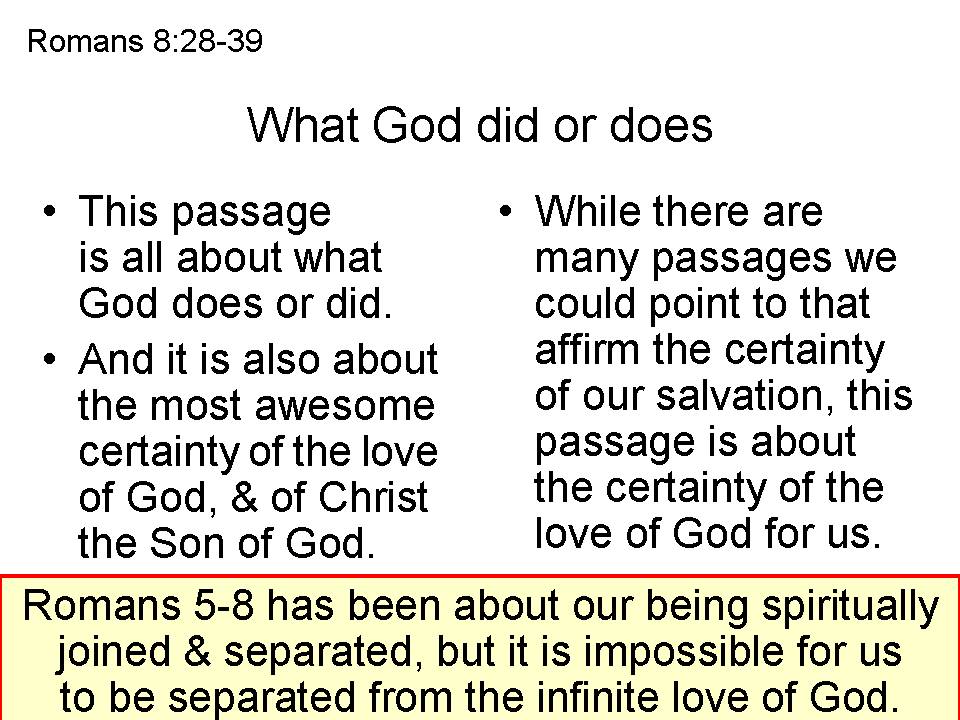 Romans 8:28-39
What God did or does
• This passage
is all about what
God does or did.
• And it is also about
the most awesome
certainty of the love
of God, & of Christ
the Son of God.
• While there are
many passages we
could point to that
affirm the certainty
of our salvation, this
passage is about
the certainty of the
love of God for us.
Romans 5-8 has been about our being spiritually
joined & separated, but it is impossible for us
to be separated from the infinite love of God.